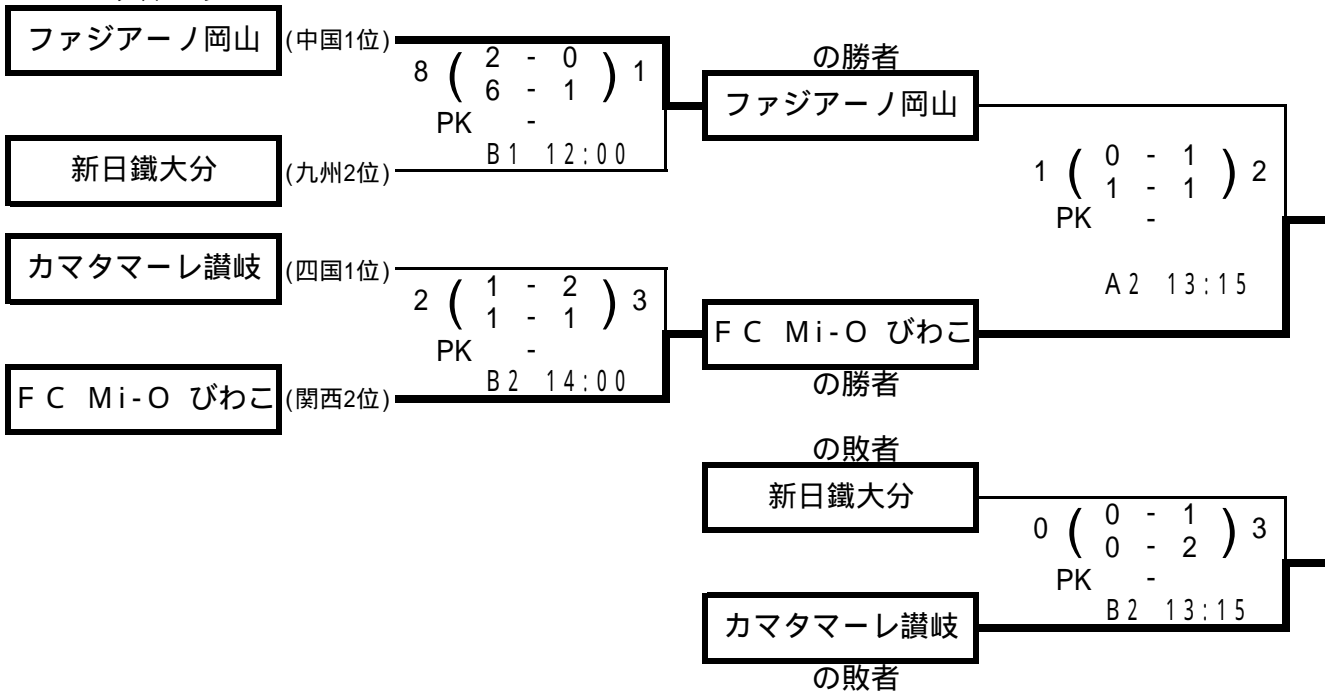 ファジアーノ岡山 (中国1位)
8 ( 2 - 0 ) 1
6 - 1
PK -
B1 12:00
新日鐵大分 (九州2位)
カマタマーレ讃岐 (四国1位)
2 ( 1 - 2 ) 3
1 - 1
PK -
B2 14:00
FC Mi-O びわこ (関西2位)
の勝者
ファジアーノ岡山
1 ( 0 - 1 ) 2
1 - 1
PK -
A2 13:15
FC Mi-O びわこ
の勝者
の敗者
新日鐵大分
0 ( 0 - 1 ) 3
0 - 2
PK -
B2 13:15
カマタマーレ讃岐
の敗者